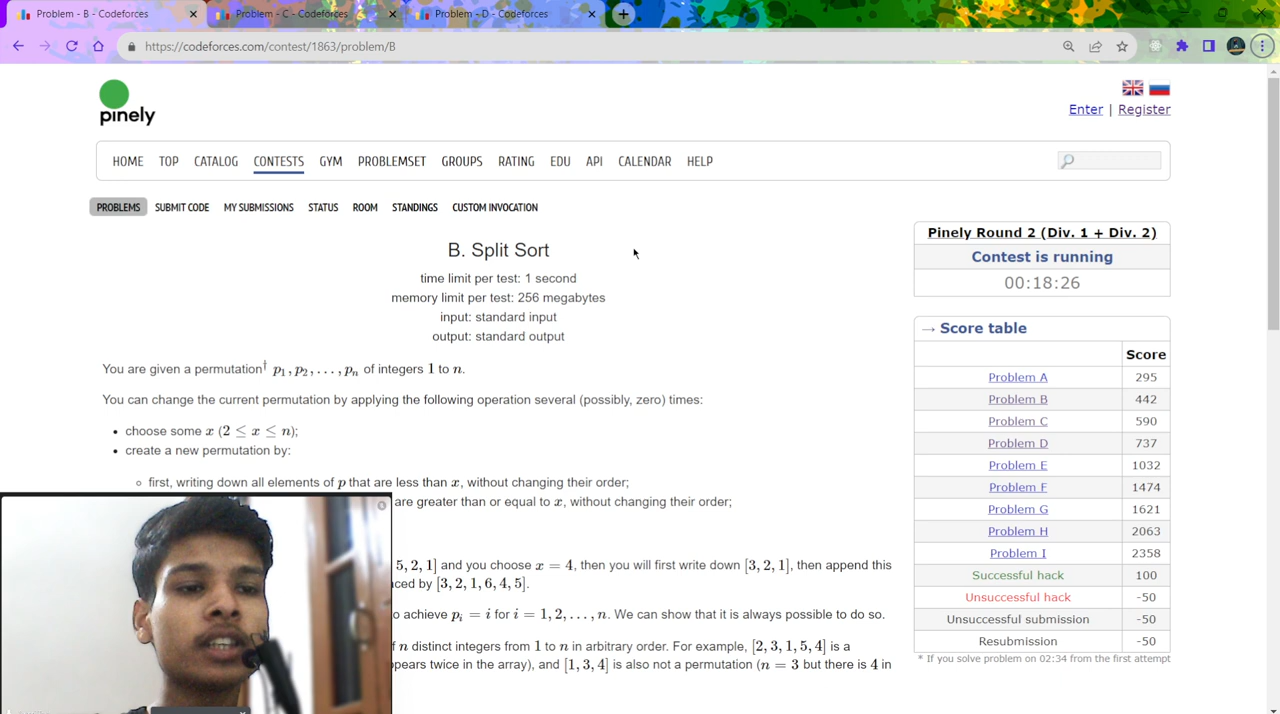 Problem - B - Codeforces
Problem - C - Codeforces
Problem - D - Codeforces
https://codeforces.com/contest/1863/problem/B
pinely
Enter | Register
HOME TOP CATALOG CONTESTS GYM PROBLEMSET GROUPS RATING EDU API CALENDAR HELP
PROBLEMS SUBMIT CODE MY SUBMISSIONS STATUS ROOM STANDINGS CUSTOM INVOCATION
B. Split Sort
time limit per test: 1 second
memory limit per test: 256 megabytes
input: standard input
output: standard output
You are given a permutation† p1, p2, . . . , pn of integers 1 to n.
You can change the current permutation by applying the following operation several (possibly, zero) times:
• choose some x (2 ≤ x ≤ n);
• create a new permutation by:
◦ first, writing down all elements of p that are less than x, without changing their order;
are greater than or equal to x, without changing their order;
5, 2, 1] and you choose x = 4, then you will first write down [3, 2, 1], then append this
aced by [3, 2, 1, 6, 4, 5].
o achieve pi = i for i = 1, 2, . . . , n. We can show that it is always possible to do so.
f n distinct integers from 1 to n in arbitrary order. For example, [2, 3, 1, 5, 4] is a
pears twice in the array), and [1, 3, 4] is also not a permutation (n = 3 but there is 4 in
Pinely Round 2 (Div. 1 + Div. 2)
Contest is running
00:18:26
→ Score table
Score
Problem A 295
Problem B 442
Problem C 590
Problem D 737
Problem E 1032
Problem F 1474
Problem G 1621
Problem H 2063
Problem I 2358
Successful hack 100
Unsuccessful hack -50
Unsuccessful submission -50
Resubmission -50
* If you solve problem on 02:34 from the first attempt